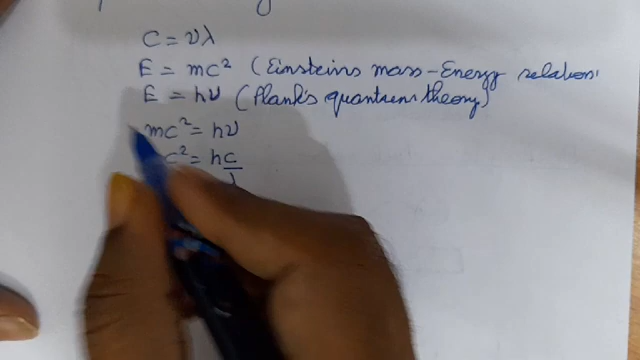 C = νλ
E = mc² (Einsteins mass-Energy relation
E = hν (Plank's quantum theory)
mc² = hν
c² = hc/λ